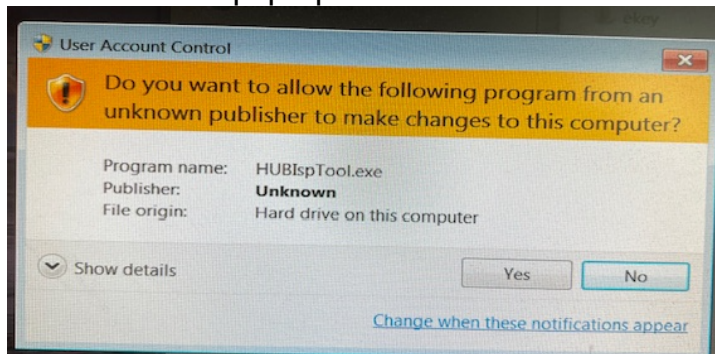 ekey
User Account Control
Do you want to allow the following program from an
unknown publisher to make changes to this computer?
Program name: HUBIspTool.exe
Publisher: Unknown
File origin: Hard drive on this computer
Show details
Yes
No
Change when these notifications appear